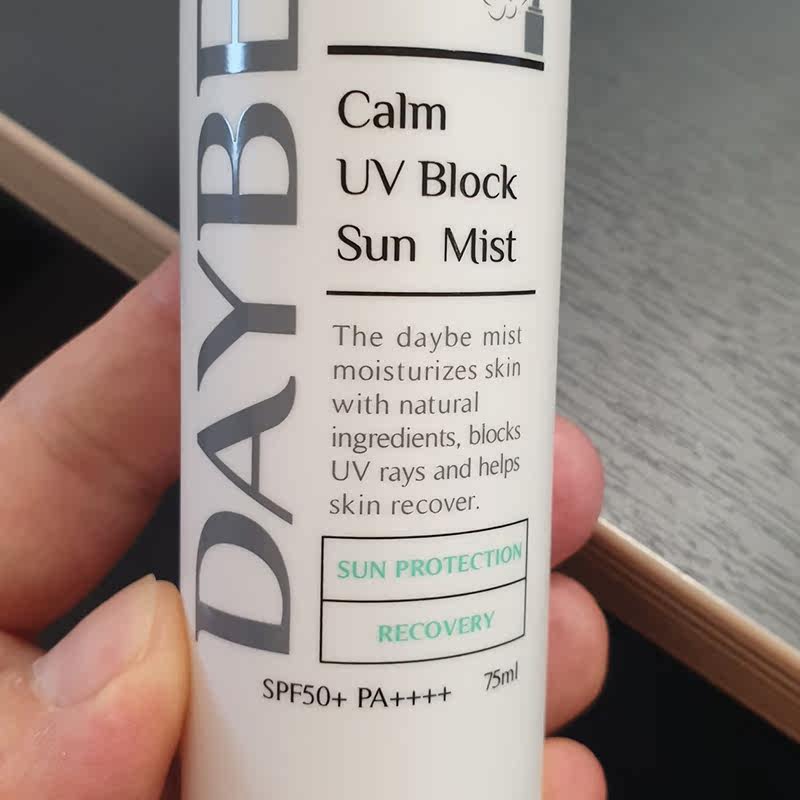 DAYBE
Calm
UV Block
Sun Mist
The daybe mist
moisturizes skin
with natural
ingredients, blocks
UV rays and helps
skin recover.
SUN PROTECTION
RECOVERY
SPF50+ PA++++ 75ml